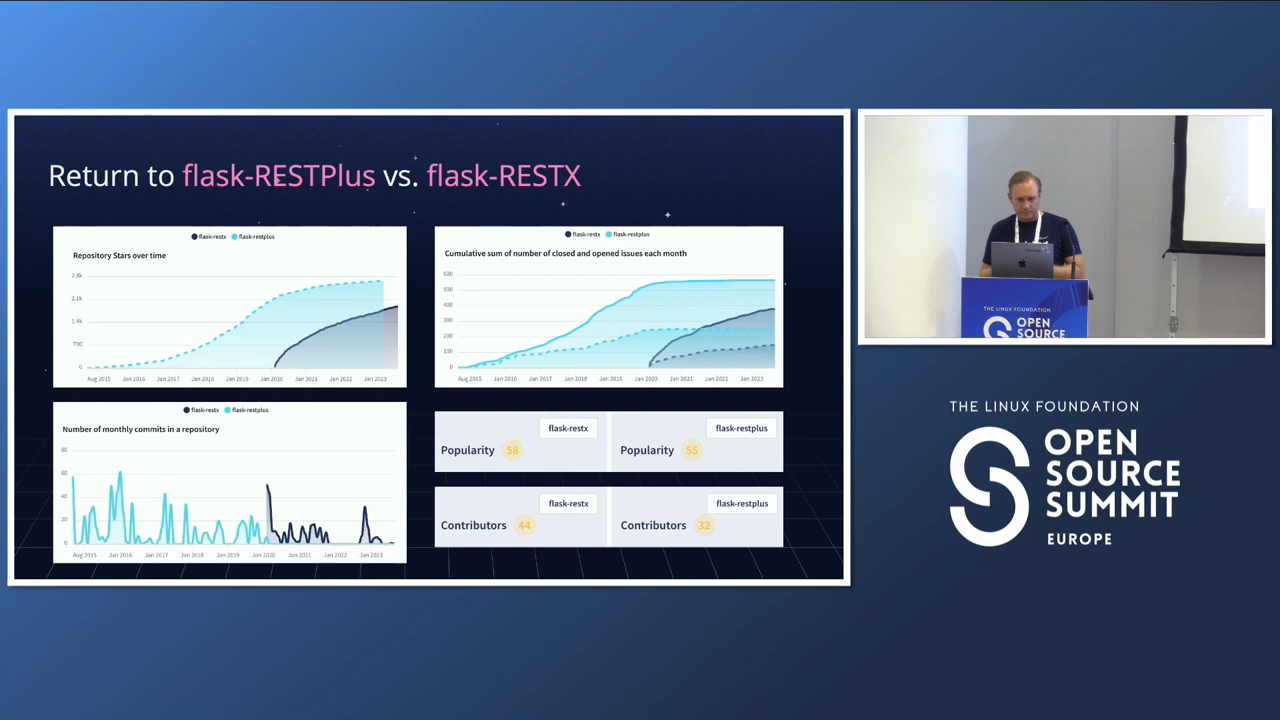 Return to flask-RESTPlus vs. flask-RESTX
flask-restx flask-restplus
Repository Stars over time
2.8k
2.1k
1.4k
700
0
Aug 2015 Jan 2016 Jan 2017 Jan 2018 Jan 2019 Jan 2020 Jan 2021 Jan 2022 Jan 2023
flask-restx flask-restplus
Cumulative sum of number of closed and opened issues each month
600
500
400
300
200
100
0
Aug 2015 Jan 2016 Jan 2017 Jan 2018 Jan 2019 Jan 2020 Jan 2021 Jan 2022 Jan 2023
flask-restx flask-restplus
Number of monthly commits in a repository
80
60
40
20
0
Aug 2015 Jan 2016 Jan 2017 Jan 2018 Jan 2019 Jan 2020 Jan 2021 Jan 2022 Jan 2023
flask-restx
Popularity 58
flask-restplus
Popularity 55
flask-restx
Contributors 44
flask-restplus
Contributors 32
THE LINUX FOUNDATION
OPEN
SOURCE
THE LINUX FOUNDATION
OPEN
SOURCE
SUMMIT
EUROPE